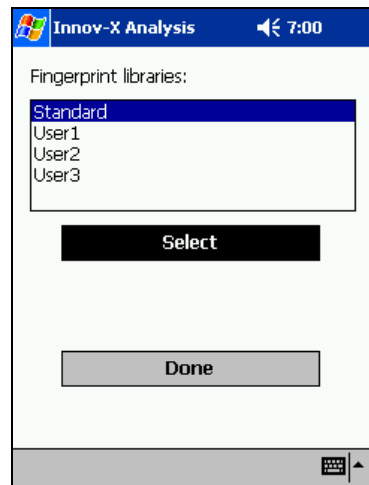 Innov-X Analysis 7:00
Fingerprint libraries:
Standard
User1
User2
User3
Select
Done